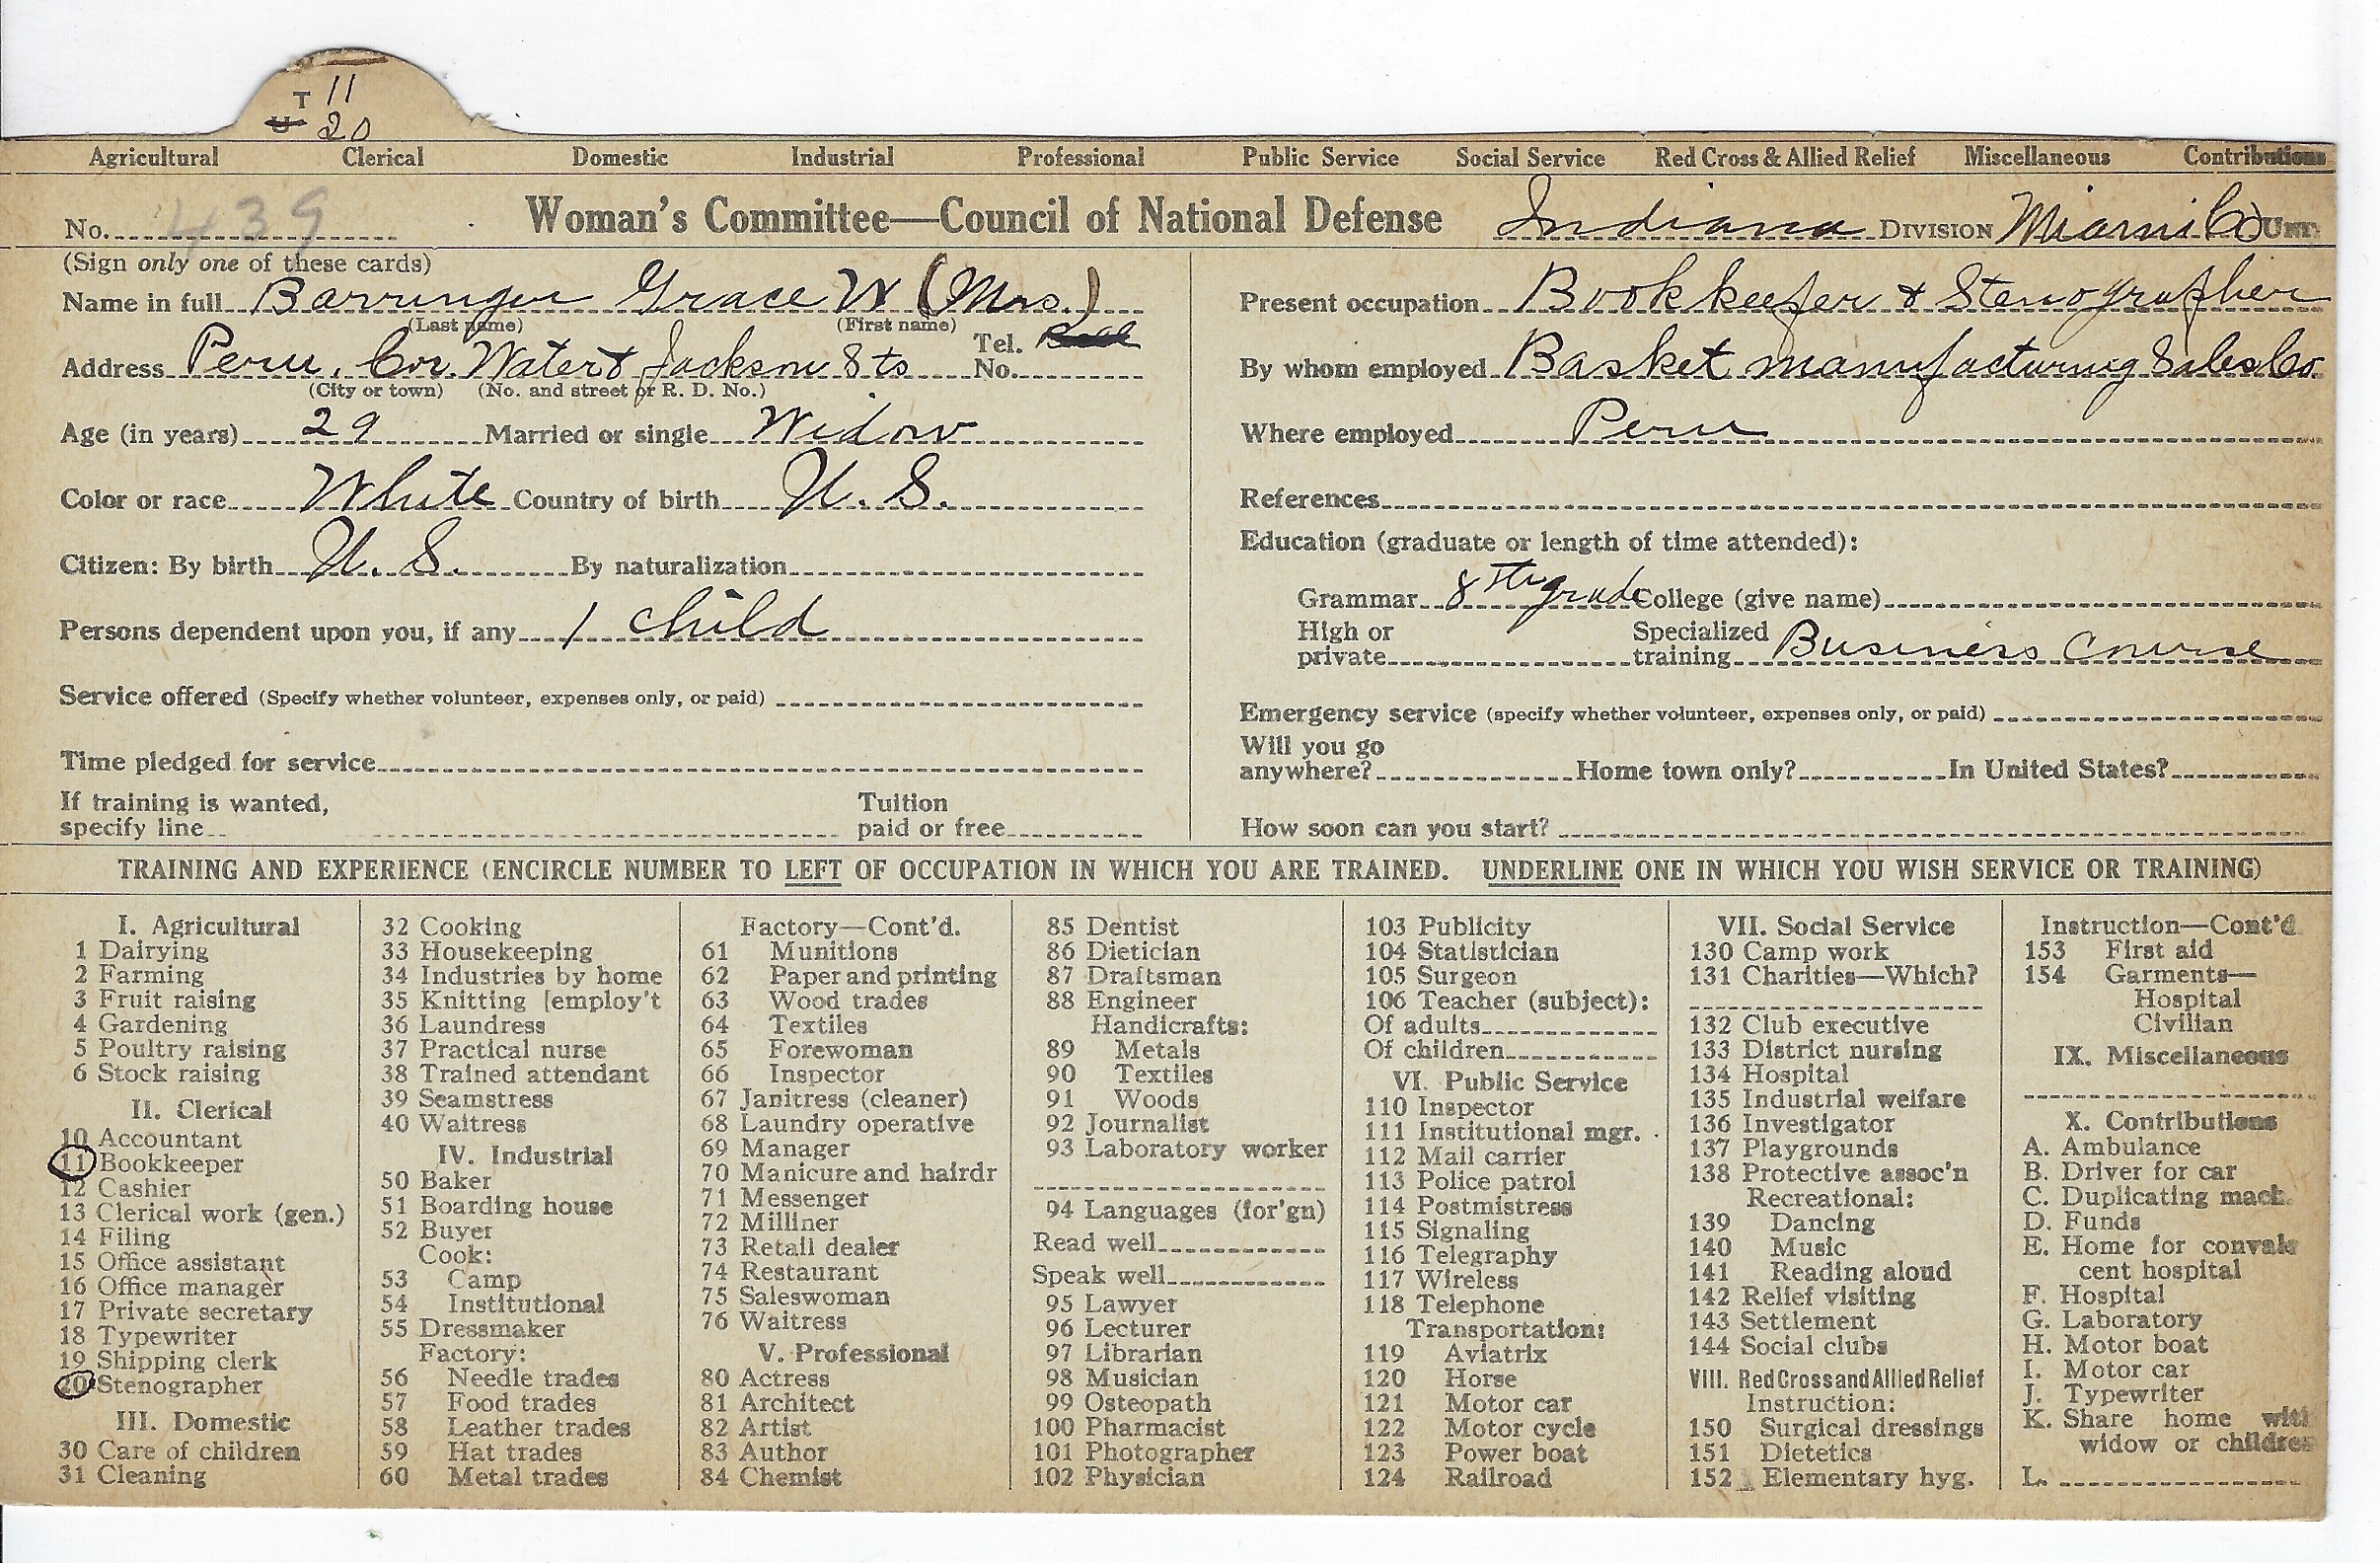 T 11
U 20
Agricultural Clerical Domestic Industrial Professional Public Service Social Service Red Cross & Allied Relief Miscellaneous Contributions
No. 439 Woman's Committee—Council of National Defense Indiana DIVISION Miami Co UNIT
(Sign only one of these cards)
Name in full Barringer Grace W (Mrs.)
(Last name) (First name)
Address Peru, Cor. Water & Jackson Sts Tel. No.
(City or town) (No. and street or R. D. No.)
Age (in years) 29 Married or single Widow
Color or race White Country of birth U. S.
Citizen: By birth U. S. By naturalization
Persons dependent upon you, if any 1 child
Service offered (Specify whether volunteer, expenses only, or paid)
Time pledged for service
If training is wanted, specify line Tuition paid or free
Present occupation Bookkeeper & Stenographer
By whom employed Basket manufacturing Sales Co.
Where employed Peru
References
Education (graduate or length of time attended):
Grammar 8th grade College (give name)
High or private Specialized training Business Course
Emergency service (specify whether volunteer, expenses only, or paid)
Will you go anywhere? Home town only? In United States?
How soon can you start?
TRAINING AND EXPERIENCE (ENCIRCLE NUMBER TO LEFT OF OCCUPATION IN WHICH YOU ARE TRAINED. UNDERLINE ONE IN WHICH YOU WISH SERVICE OR TRAINING)
I. Agricultural
1 Dairying
2 Farming
3 Fruit raising
4 Gardening
5 Poultry raising
6 Stock raising
II. Clerical
10 Accountant
11 Bookkeeper
12 Cashier
13 Clerical work (gen.)
14 Filing
15 Office assistant
16 Office manager
17 Private secretary
18 Typewriter
19 Shipping clerk
20 Stenographer
III. Domestic
30 Care of children
31 Cleaning
32 Cooking
33 Housekeeping
34 Industries by home
35 Knitting [employ't
36 Laundress
37 Practical nurse
38 Trained attendant
39 Seamstress
40 Waitress
IV. Industrial
50 Baker
51 Boarding house
52 Buyer
Cook:
53 Camp
54 Institutional
55 Dressmaker
Factory:
56 Needle trades
57 Food trades
58 Leather trades
59 Hat trades
60 Metal trades
Factory—Cont'd.
61 Munitions
62 Paper and printing
63 Wood trades
64 Textiles
65 Forewoman
66 Inspector
67 Janitress (cleaner)
68 Laundry operative
69 Manager
70 Manicure and hairdr
71 Messenger
72 Milliner
73 Retail dealer
74 Restaurant
75 Saleswoman
76 Waitress
V. Professional
80 Actress
81 Architect
82 Artist
83 Author
84 Chemist
85 Dentist
86 Dietician
87 Draftsman
88 Engineer
Handicrafts:
89 Metals
90 Textiles
91 Woods
92 Journalist
93 Laboratory worker
94 Languages (for'gn)
Read well
Speak well
95 Lawyer
96 Lecturer
97 Librarian
98 Musician
99 Osteopath
100 Pharmacist
101 Photographer
102 Physician
103 Publicity
104 Statistician
105 Surgeon
106 Teacher (subject):
Of adults
Of children
VI. Public Service
110 Inspector
111 Institutional mgr.
112 Mail carrier
113 Police patrol
114 Postmistress
115 Signaling
116 Telegraphy
117 Wireless
118 Telephone
Transportation:
119 Aviatrix
120 Horse
121 Motor car
122 Motor cycle
123 Power boat
124 Railroad
VII. Social Service
130 Camp work
131 Charities—Which?
132 Club executive
133 District nursing
134 Hospital
135 Industrial welfare
136 Investigator
137 Playgrounds
138 Protective assoc'n
Recreational:
139 Dancing
140 Music
141 Reading aloud
142 Relief visiting
143 Settlement
144 Social clubs
VIII. Red Cross and Allied Relief
Instruction:
150 Surgical dressings
151 Dietetics
152 Elementary hyg.
Instruction—Cont'd.
153 First aid
154 Garments—
Hospital
Civilian
IX. Miscellaneous
X. Contributions
A. Ambulance
B. Driver for car
C. Duplicating mach.
D. Funds
E. Home for convales
cent hospital
F. Hospital
G. Laboratory
H. Motor boat
I. Motor car
J. Typewriter
K. Share home with
widow or children
L.